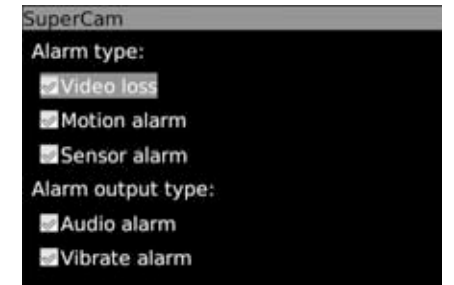 SuperCam
Alarm type:
Video loss
Motion alarm
Sensor alarm
Alarm output type:
Audio alarm
Vibrate alarm